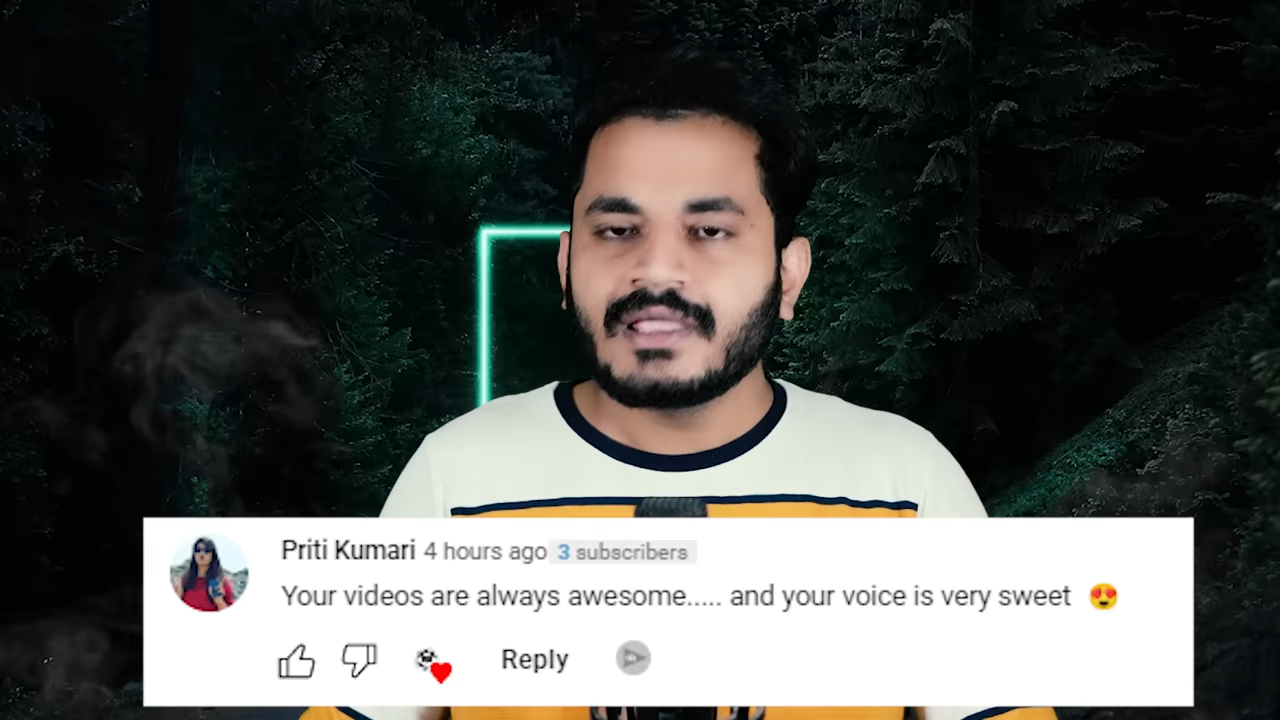 Priti Kumari 4 hours ago 3 subscribers
Your videos are always awesome..... and your voice is very sweet 😍
Reply